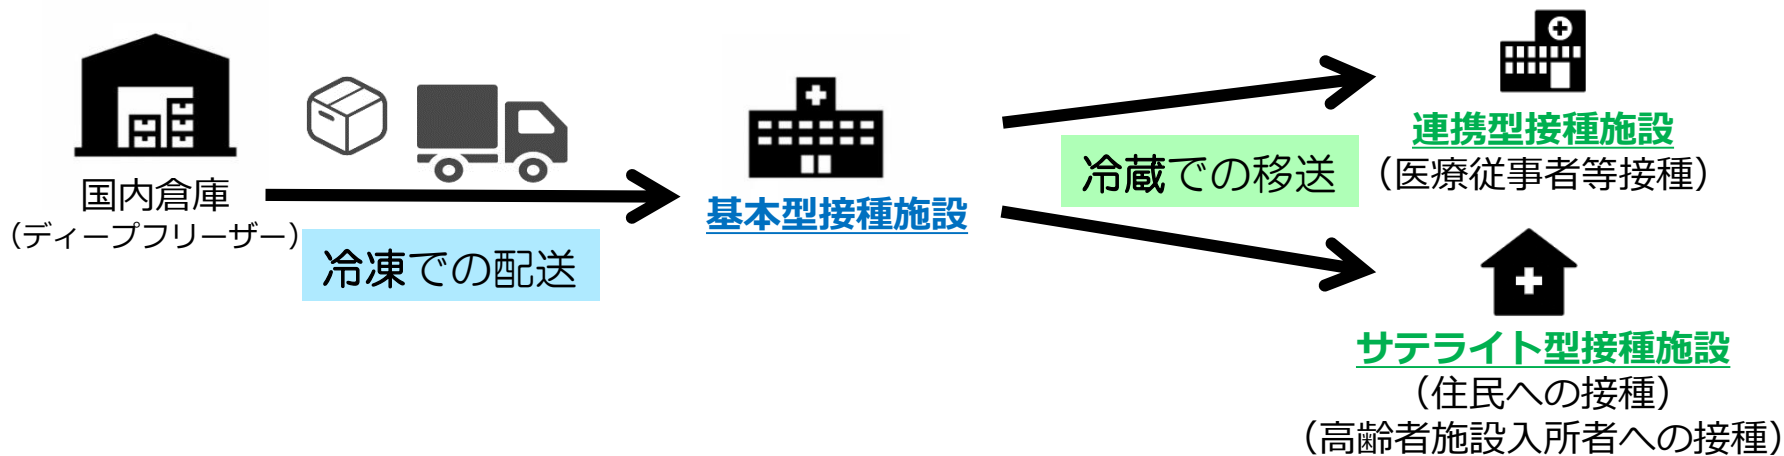 国内倉庫
（ディープフリーザー）
冷凍での配送
基本型接種施設
冷蔵での移送
連携型接種施設
（医療従事者等接種）
サテライト型接種施設
（住民への接種）
（高齢者施設入所者への接種）